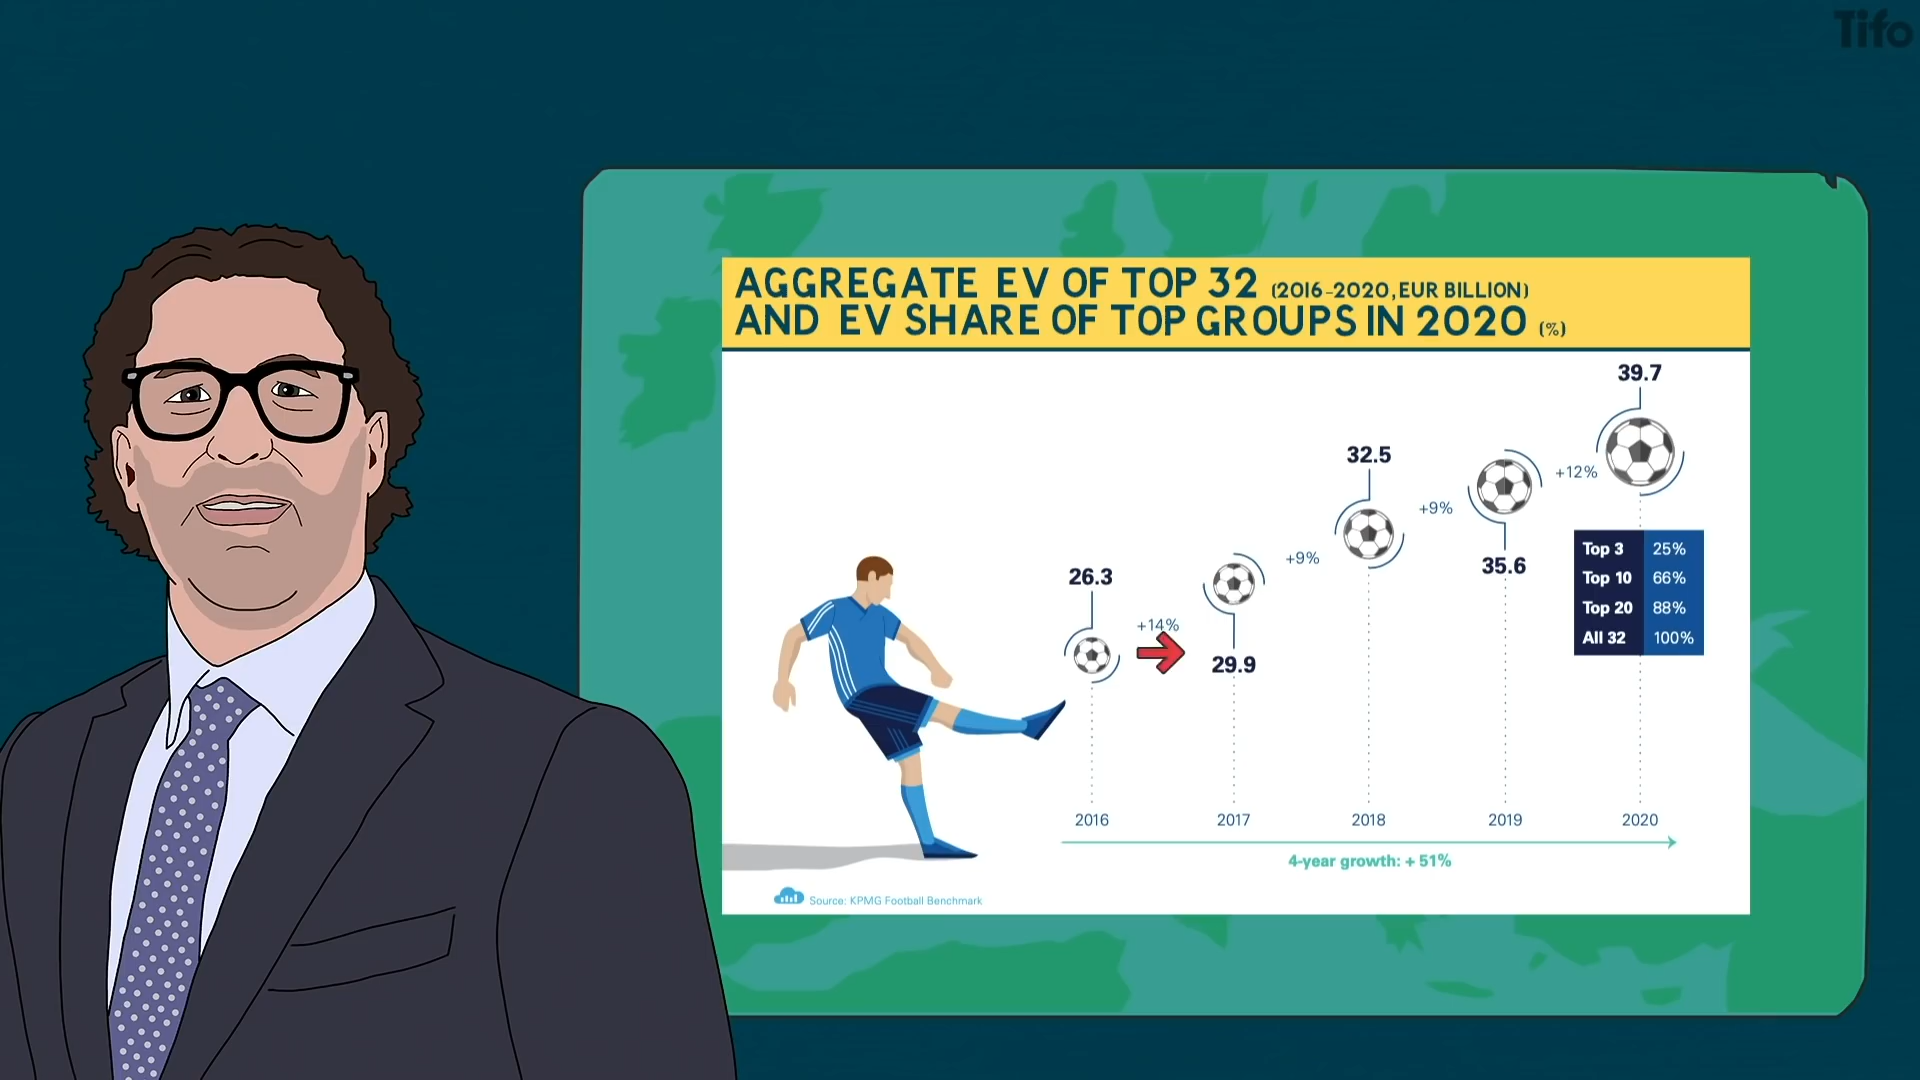 Tifo
AGGREGATE EV OF TOP 32 (2016-2020, EUR BILLION)
AND EV SHARE OF TOP GROUPS IN 2020 (%)
39.7
32.5
+12%
+9%
Top 3 25%
+9%
35.6
26.3
Top 10 66%
Top 20 88%
+14%
All 32 100%
29.9
2016 2017 2018 2019 2020
4-year growth: + 51%
Source: KPMG Football Benchmark